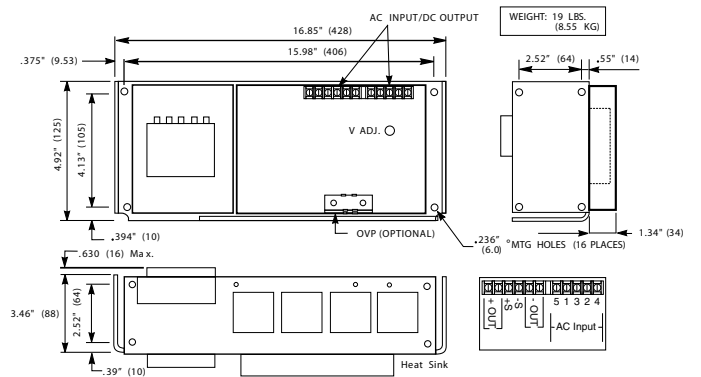 16.85" (428)
AC INPUT/DC OUTPUT
WEIGHT: 19 LBS.
(8.55 KG)
15.98" (406)
.375" (9.53)
2.52" (64)
.55" (14)
4.92" (125)
4.13" (105)
V ADJ.
.394" (10)
OVP (OPTIONAL)
.236" (6.0) ° MTG HOLES (16 PLACES)
1.34" (34)
.630 (16) Max.
3.46" (88)
2.52" (64)
.39" (10)
Heat Sink
+ OUT
+S
-S
- OUT
5 1 3 2 4
AC Input